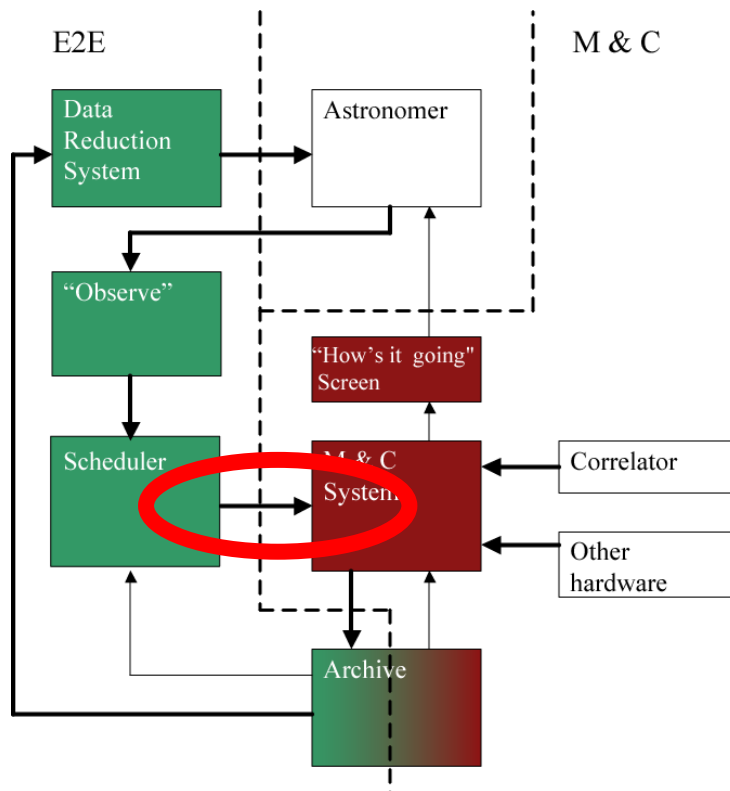 E2E
M & C
Data
Reduction
System
Astronomer
“Observe”
“How’s it going"
Screen
Scheduler
M & C
System
Correlator
Other
hardware
Archive